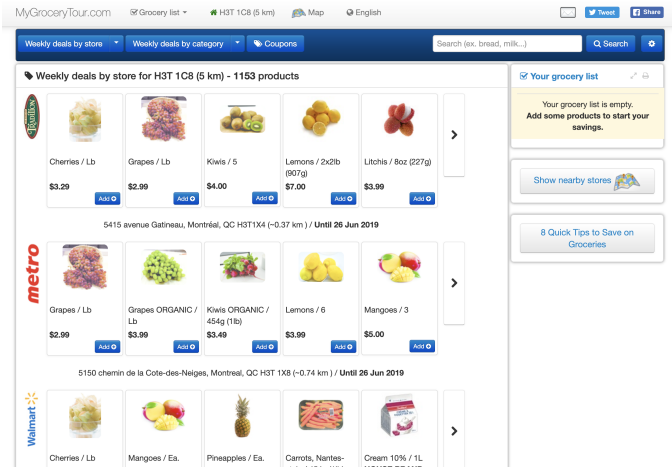 MyGroceryTour.com
Grocery list
H3T 1C8 (5 km)
Map
English
Tweet
Share
Weekly deals by store
Weekly deals by category
Coupons
Search (ex. bread, milk...)
Search
Weekly deals by store for H3T 1C8 (5 km) - 1153 products
TRADITION
Cherries / Lb
$3.29
Add
Grapes / Lb
$2.99
Add
Kiwis / 5
$4.00
Add
Lemons / 2x2lb
(907g)
$7.00
Add
Litchis / 8oz (227g)
$3.99
Add
5415 avenue Gatineau, Montréal, QC H3T1X4 (~0.37 km ) / Until 26 Jun 2019
metro
Grapes / Lb
$2.99
Add
Grapes ORGANIC /
Lb
$3.99
Add
Kiwis ORGANIC /
454g (1lb)
$3.49
Add
Lemons / 6
$3.99
Add
Mangoes / 3
$5.00
Add
5150 chemin de la Cote-des-Neiges, Montreal, QC H3T 1X8 (~0.74 km ) / Until 26 Jun 2019
Walmart
Cherries / Lb
Mangoes / Ea.
Pineapples / Ea.
Carrots, Nantes-
Cream 10% / 1L
Your grocery list
Your grocery list is empty.
Add some products to start your
savings.
Show nearby stores
8 Quick Tips to Save on
Groceries